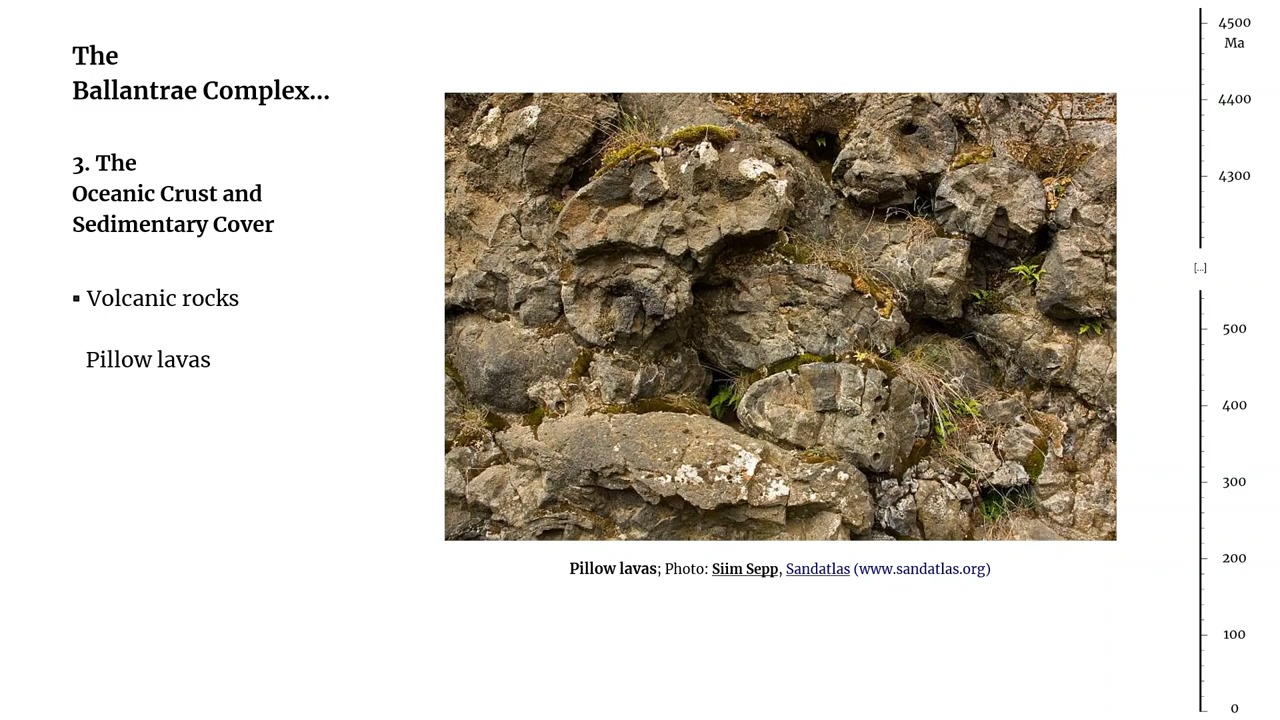 The
Ballantrae Complex...
3. The
Oceanic Crust and
Sedimentary Cover
▪ Volcanic rocks
Pillow lavas
Pillow lavas; Photo: Siim Sepp, Sandatlas (www.sandatlas.org)
4500
Ma
4400
4300
[...]
500
400
300
200
100
0